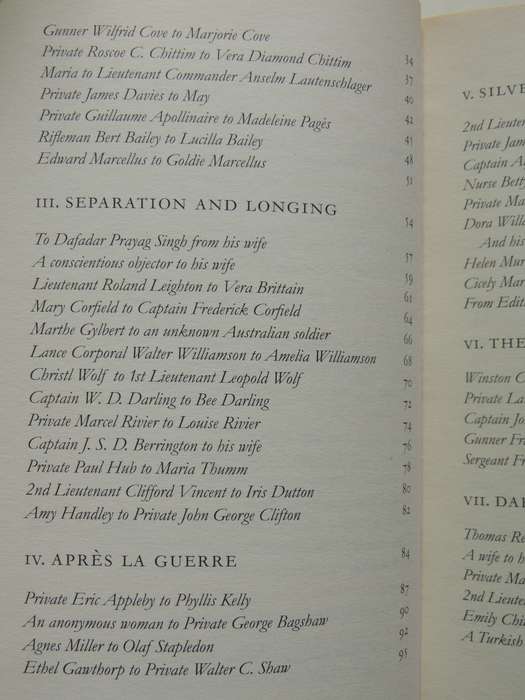 Gunner Wilfrid Cove to Marjorie Cove 34
Private Roscoe C. Chittim to Vera Diamond Chittim 37
Maria to Lieutenant Commander Anselm Lautenschlager 40
Private James Davies to May 42
Private Guillaume Apollinaire to Madeleine Pagès 45
Rifleman Bert Bailey to Lucilla Bailey 48
Edward Marcellus to Goldie Marcellus 51
III. SEPARATION AND LONGING 54
To Dafadar Prayag Singh from his wife 57
A conscientious objector to his wife 59
Lieutenant Roland Leighton to Vera Brittain 61
Mary Corfield to Captain Frederick Corfield 64
Marthe Gylbert to an unknown Australian soldier 66
Lance Corporal Walter Williamson to Amelia Williamson 68
Christl Wolf to 1st Lieutenant Leopold Wolf 70
Captain W. D. Darling to Bee Darling 72
Private Marcel Rivier to Louise Rivier 74
Captain J. S. D. Berrington to his wife 76
Private Paul Hub to Maria Thumm 78
2nd Lieutenant Clifford Vincent to Iris Dutton 80
Amy Handley to Private John George Clifton 82
IV. APRÈS LA GUERRE 84
Private Eric Appleby to Phyllis Kelly 87
An anonymous woman to Private George Bagshaw 90
Agnes Miller to Olaf Stapledon 92
Ethel Gawthorp to Private Walter C. Shaw 95
V. SILVE
2nd Lieuten
Private Jam
Captain A
Nurse Bett
Private Ma
Dora Willa
And his
Helen Mur
Cicely Mar
From Edit
VI. THE
Winston C
Private La
Captain Jo
Gunner Fr
Sergeant Fr
VII. DAR
Thomas Re
A wife to h
Private Ma
2nd Lieuten
Emily Chi
A Turkish